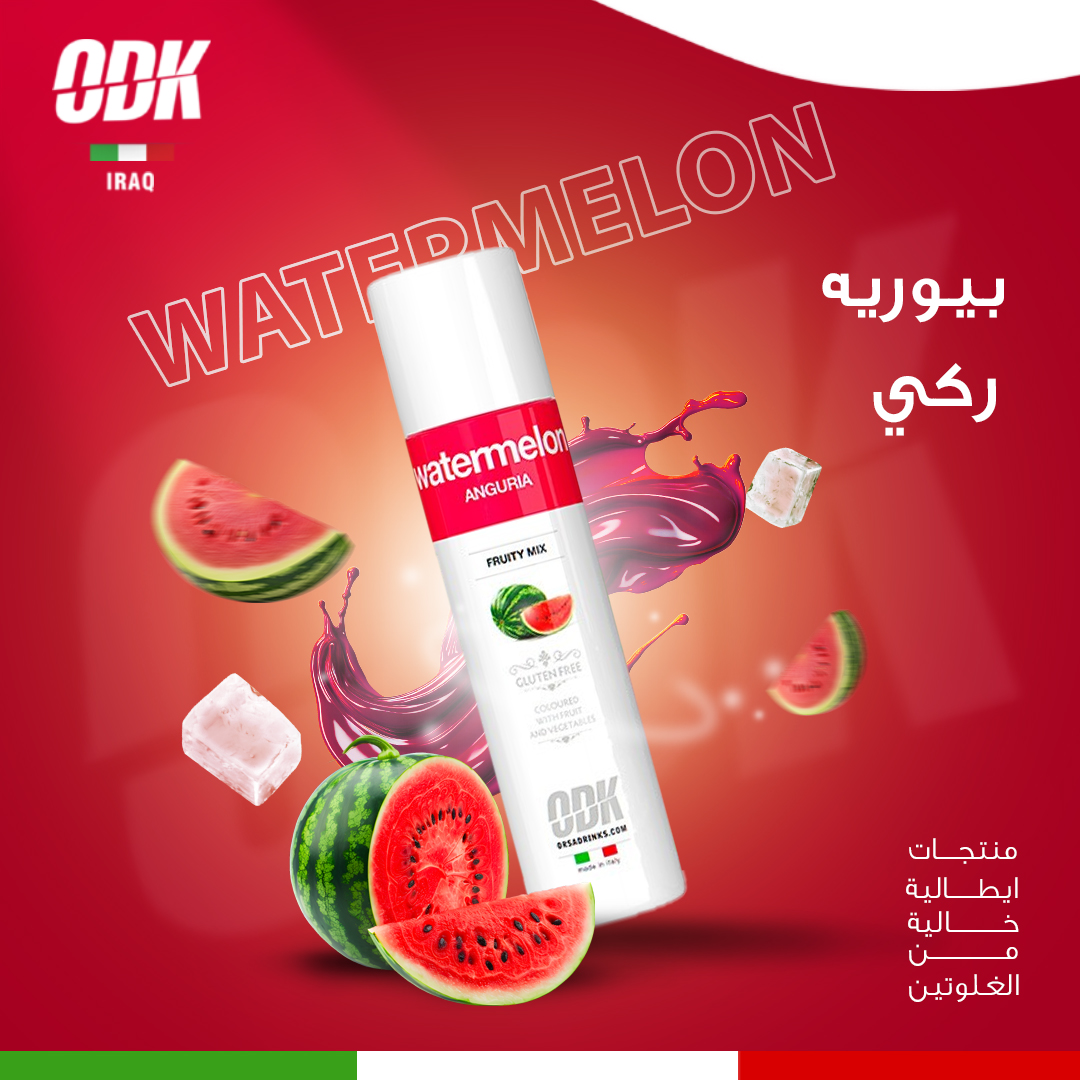 ODK
IRAQ
WATERMELON
بيوريه
ركي
watermelon
ANGURIA
FRUITY MIX
GLUTEN FREE
COLOURED
WITH FRUIT
AND VEGETABLES
ODK
ORSADRINKS.COM
made in italy
منتجـــات
ايطـــالية
خـــالية
مـــن
الغلوتين